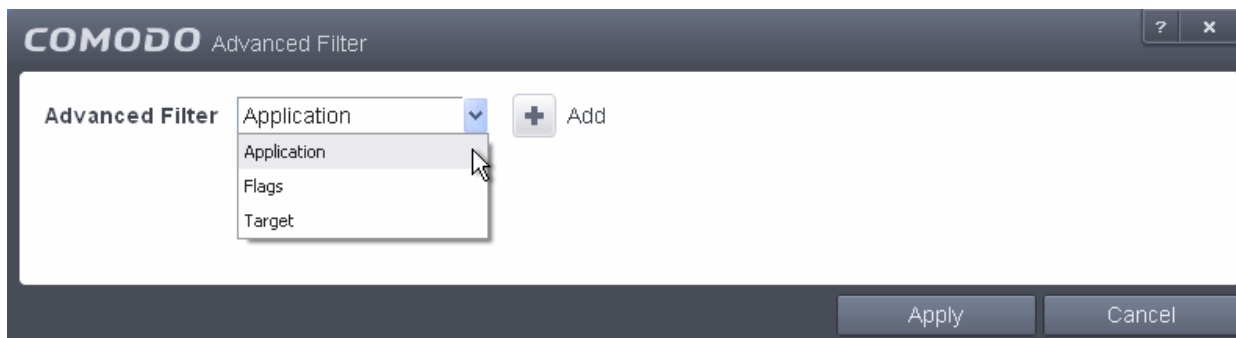 COMODO Advanced Filter ? x
Advanced Filter Application + Add
Application
Flags
Target
Apply Cancel